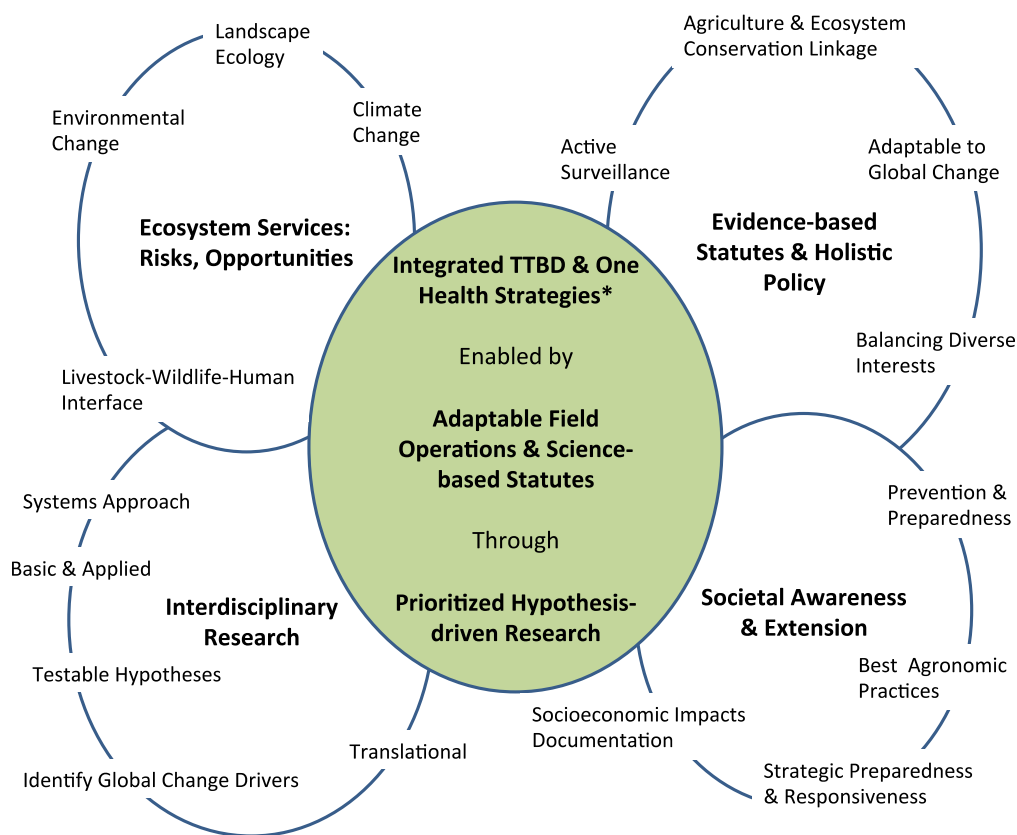 Landscape
Ecology
Environmental
Change
Climate
Change
Ecosystem Services:
Risks, Opportunities
Livestock-Wildlife-Human
Interface
Agriculture & Ecosystem
Conservation Linkage
Active
Surveillance
Adaptable to
Global Change
Evidence-based
Statutes & Holistic
Policy
Balancing Diverse
Interests
Integrated TTBD & One
Health Strategies*
Enabled by
Adaptable Field
Operations & Science-
based Statutes
Through
Prioritized Hypothesis-
driven Research
Systems Approach
Basic & Applied
Interdisciplinary
Research
Testable Hypotheses
Translational
Identify Global Change Drivers
Prevention &
Preparedness
Societal Awareness
& Extension
Best  Agronomic
Practices
Socioeconomic Impacts
Documentation
Strategic Preparedness
& Responsiveness